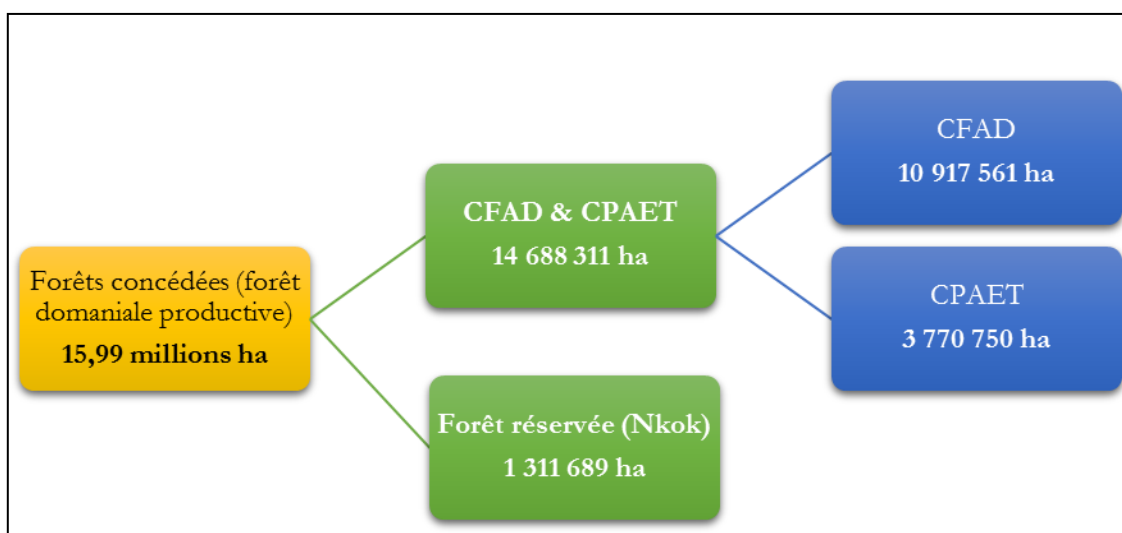 Forêts concédées (forêt
domaniale productive)
15,99 millions ha
CFAD & CPAET
14 688 311 ha
Forêt réservée (Nkok)
1 311 689 ha
CFAD
10 917 561 ha
CPAET
3 770 750 ha